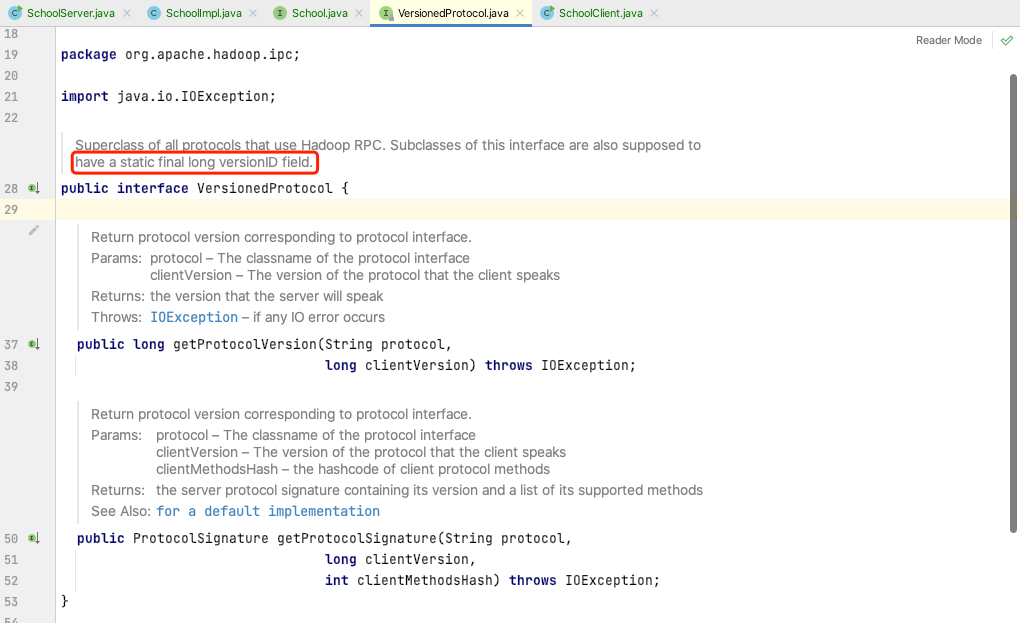 SchoolServer.java
SchoolImpl.java
School.java
VersionedProtocol.java
SchoolClient.java
Reader Mode
18
19 package org.apache.hadoop.ipc;
20
21 import java.io.IOException;
22
Superclass of all protocols that use Hadoop RPC. Subclasses of this interface are also supposed to
have a static final long versionID field.
28 public interface VersionedProtocol {
29
Return protocol version corresponding to protocol interface.
Params: protocol – The classname of the protocol interface
clientVersion – The version of the protocol that the client speaks
Returns: the version that the server will speak
Throws: IOException – if any IO error occurs
37 public long getProtocolVersion(String protocol,
38 long clientVersion) throws IOException;
39
Return protocol version corresponding to protocol interface.
Params: protocol – The classname of the protocol interface
clientVersion – The version of the protocol that the client speaks
clientMethodsHash – the hashcode of client protocol methods
Returns: the server protocol signature containing its version and a list of its supported methods
See Also: for a default implementation
50 public ProtocolSignature getProtocolSignature(String protocol,
51 long clientVersion,
52 int clientMethodsHash) throws IOException;
53 }
54